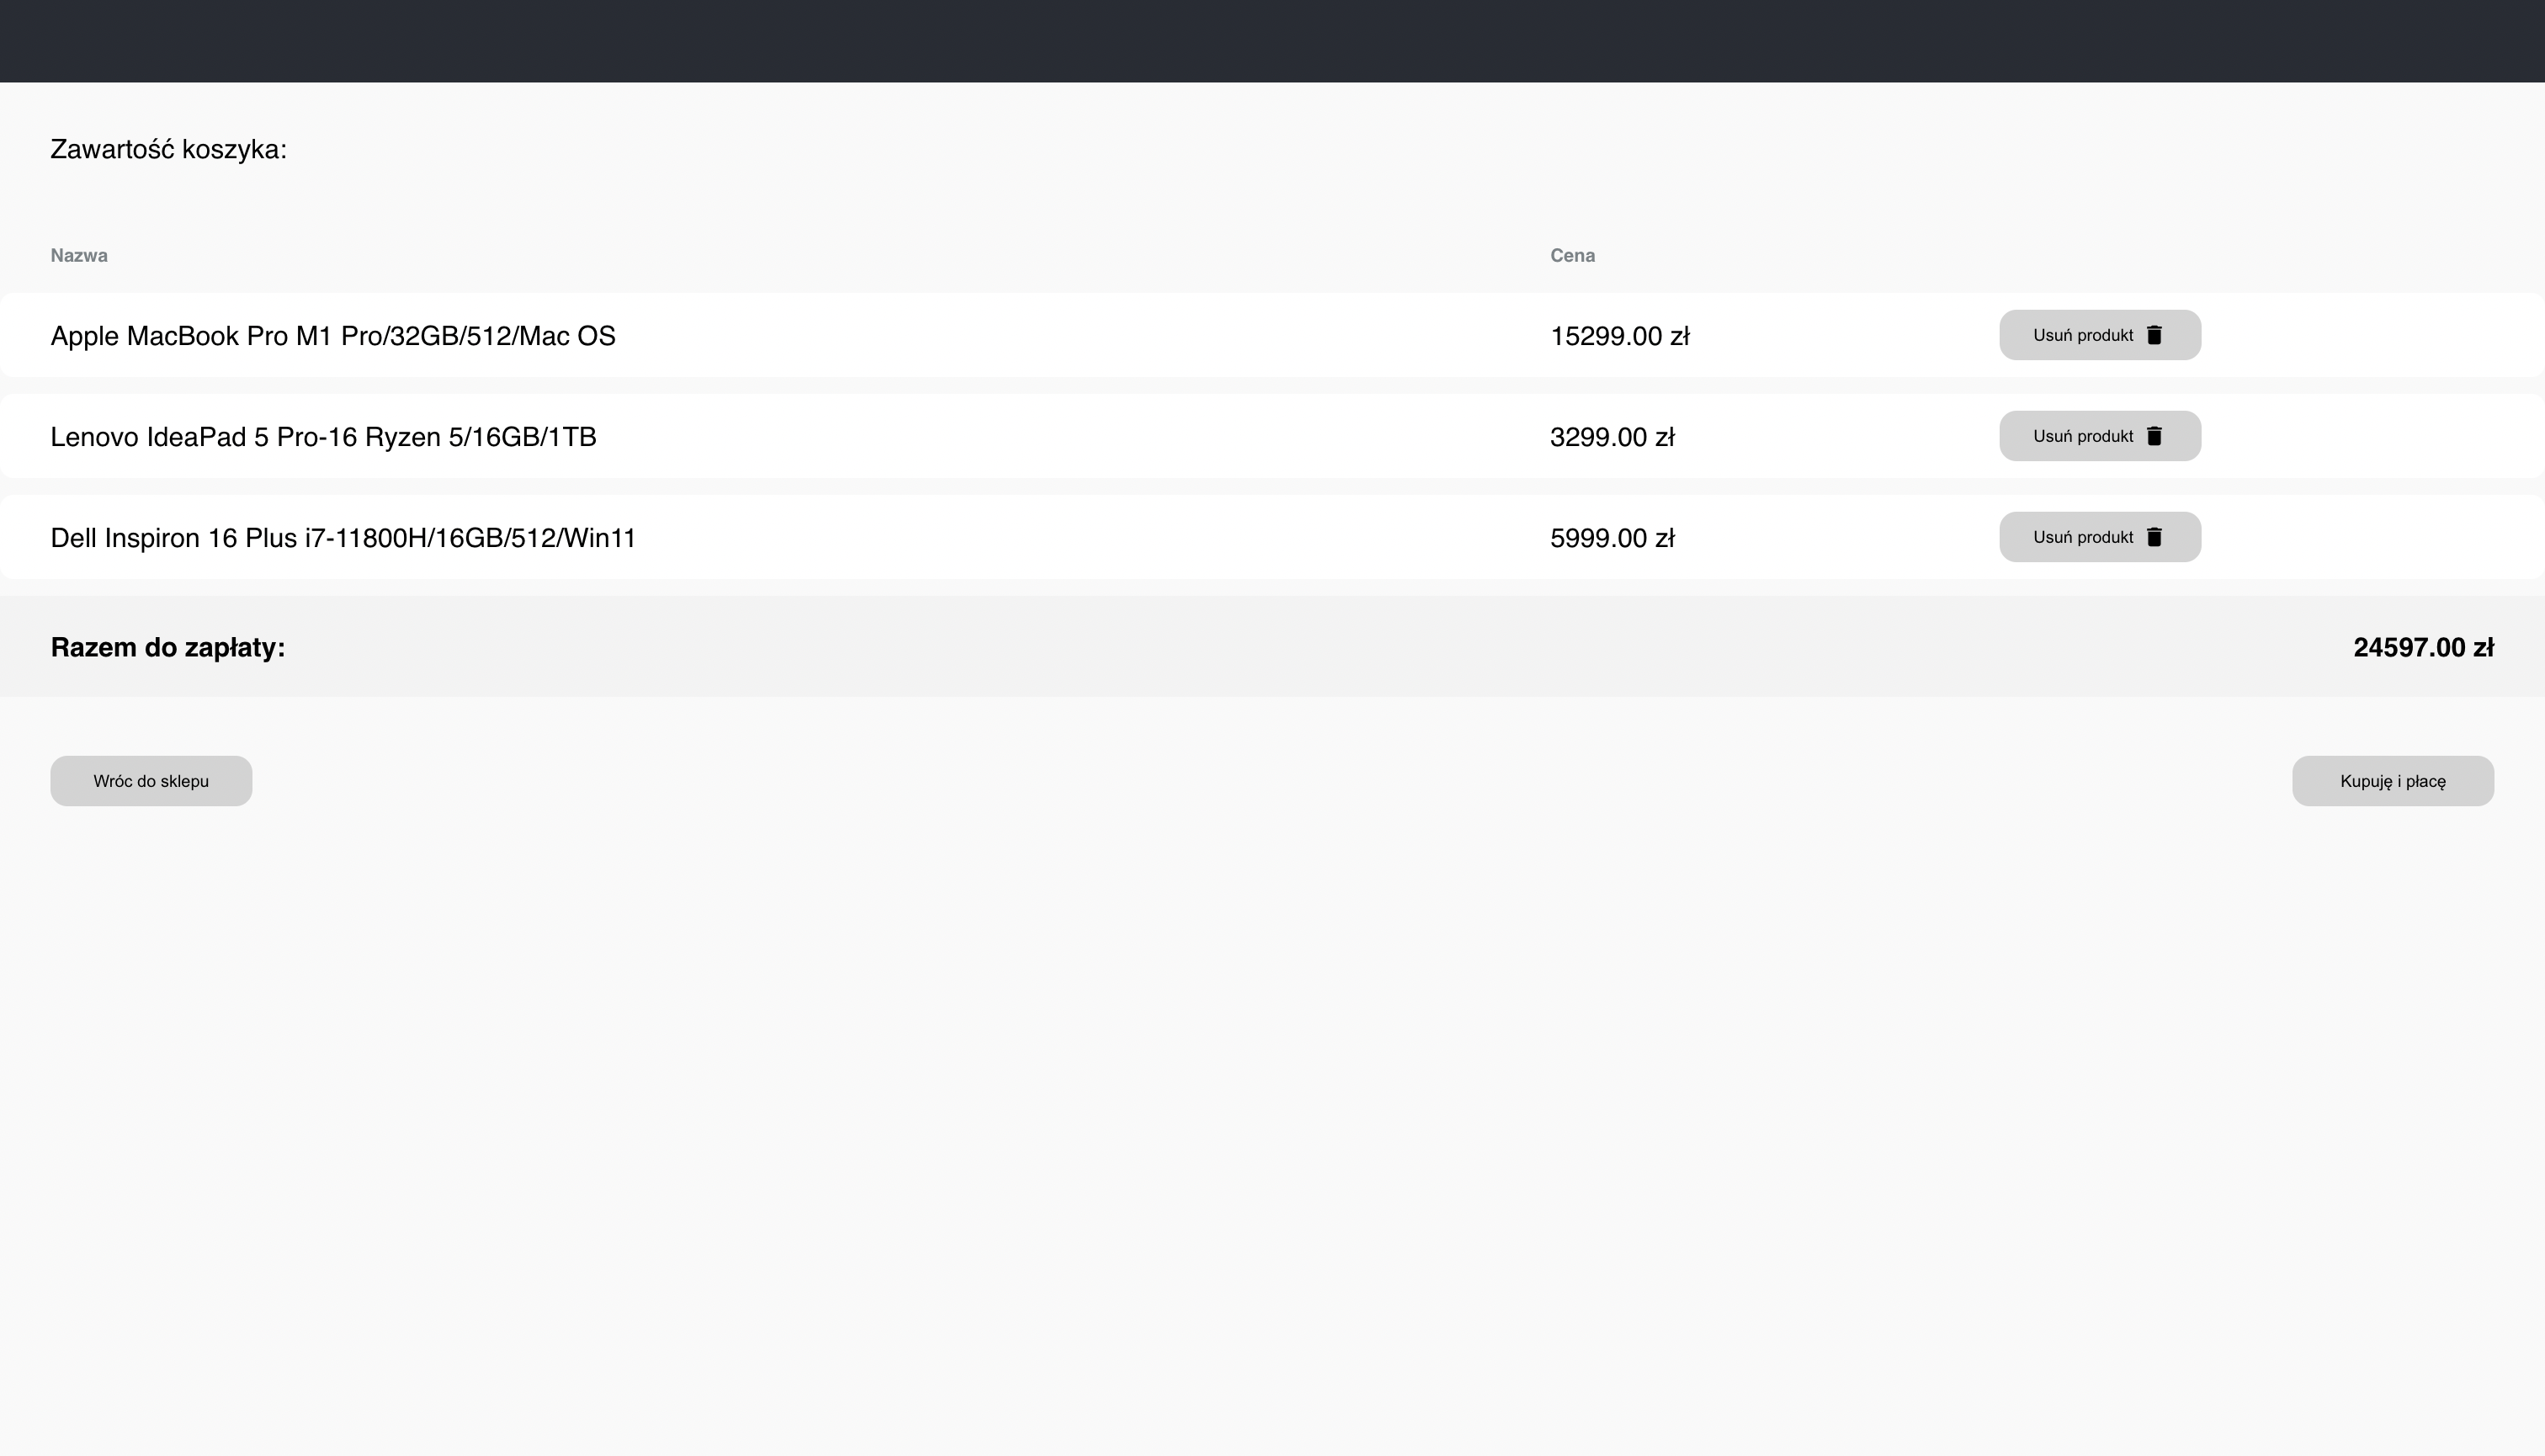 Zawartość koszyka:
Nazwa Cena
Apple MacBook Pro M1 Pro/32GB/512/Mac OS 15299.00 zł Usuń produkt
Lenovo IdeaPad 5 Pro-16 Ryzen 5/16GB/1TB 3299.00 zł Usuń produkt
Dell Inspiron 16 Plus i7-11800H/16GB/512/Win11 5999.00 zł Usuń produkt
Razem do zapłaty: 24597.00 zł
Wróc do sklepu Kupuję i płacę